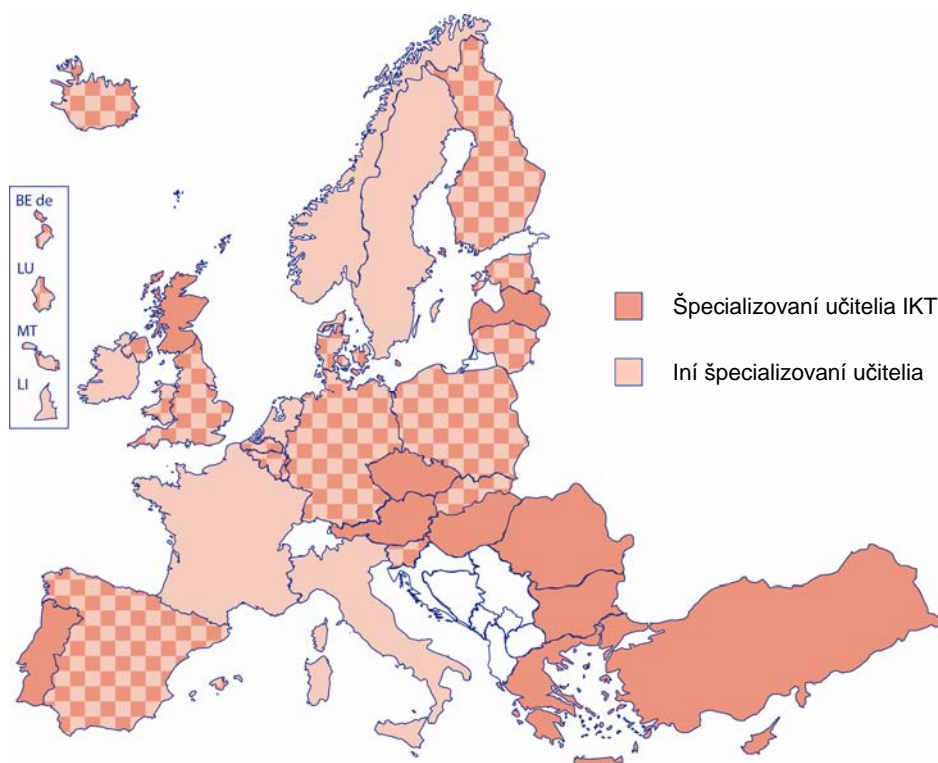 BE de
LU
MT
LI
Špecializovaní učitelia IKT
Iní špecializovaní učitelia